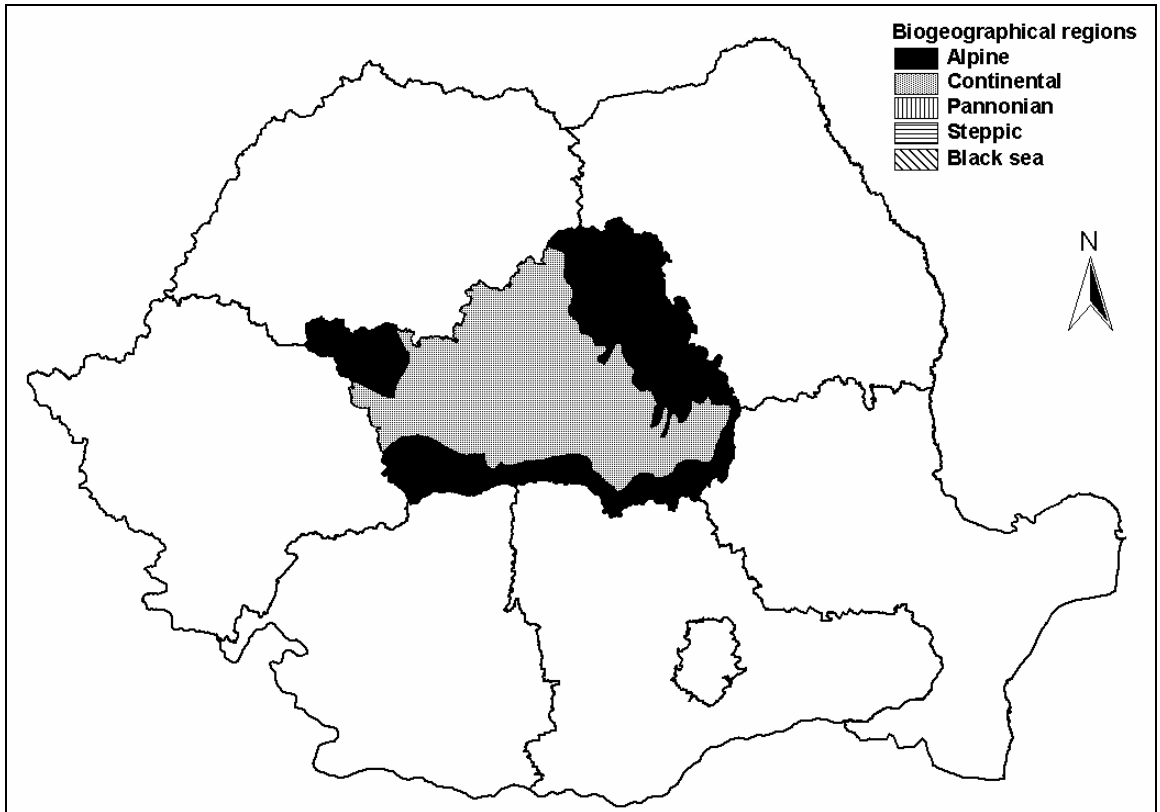 Biogeographical regions
Alpine
Continental
Pannonian
Steppic
Black sea
N